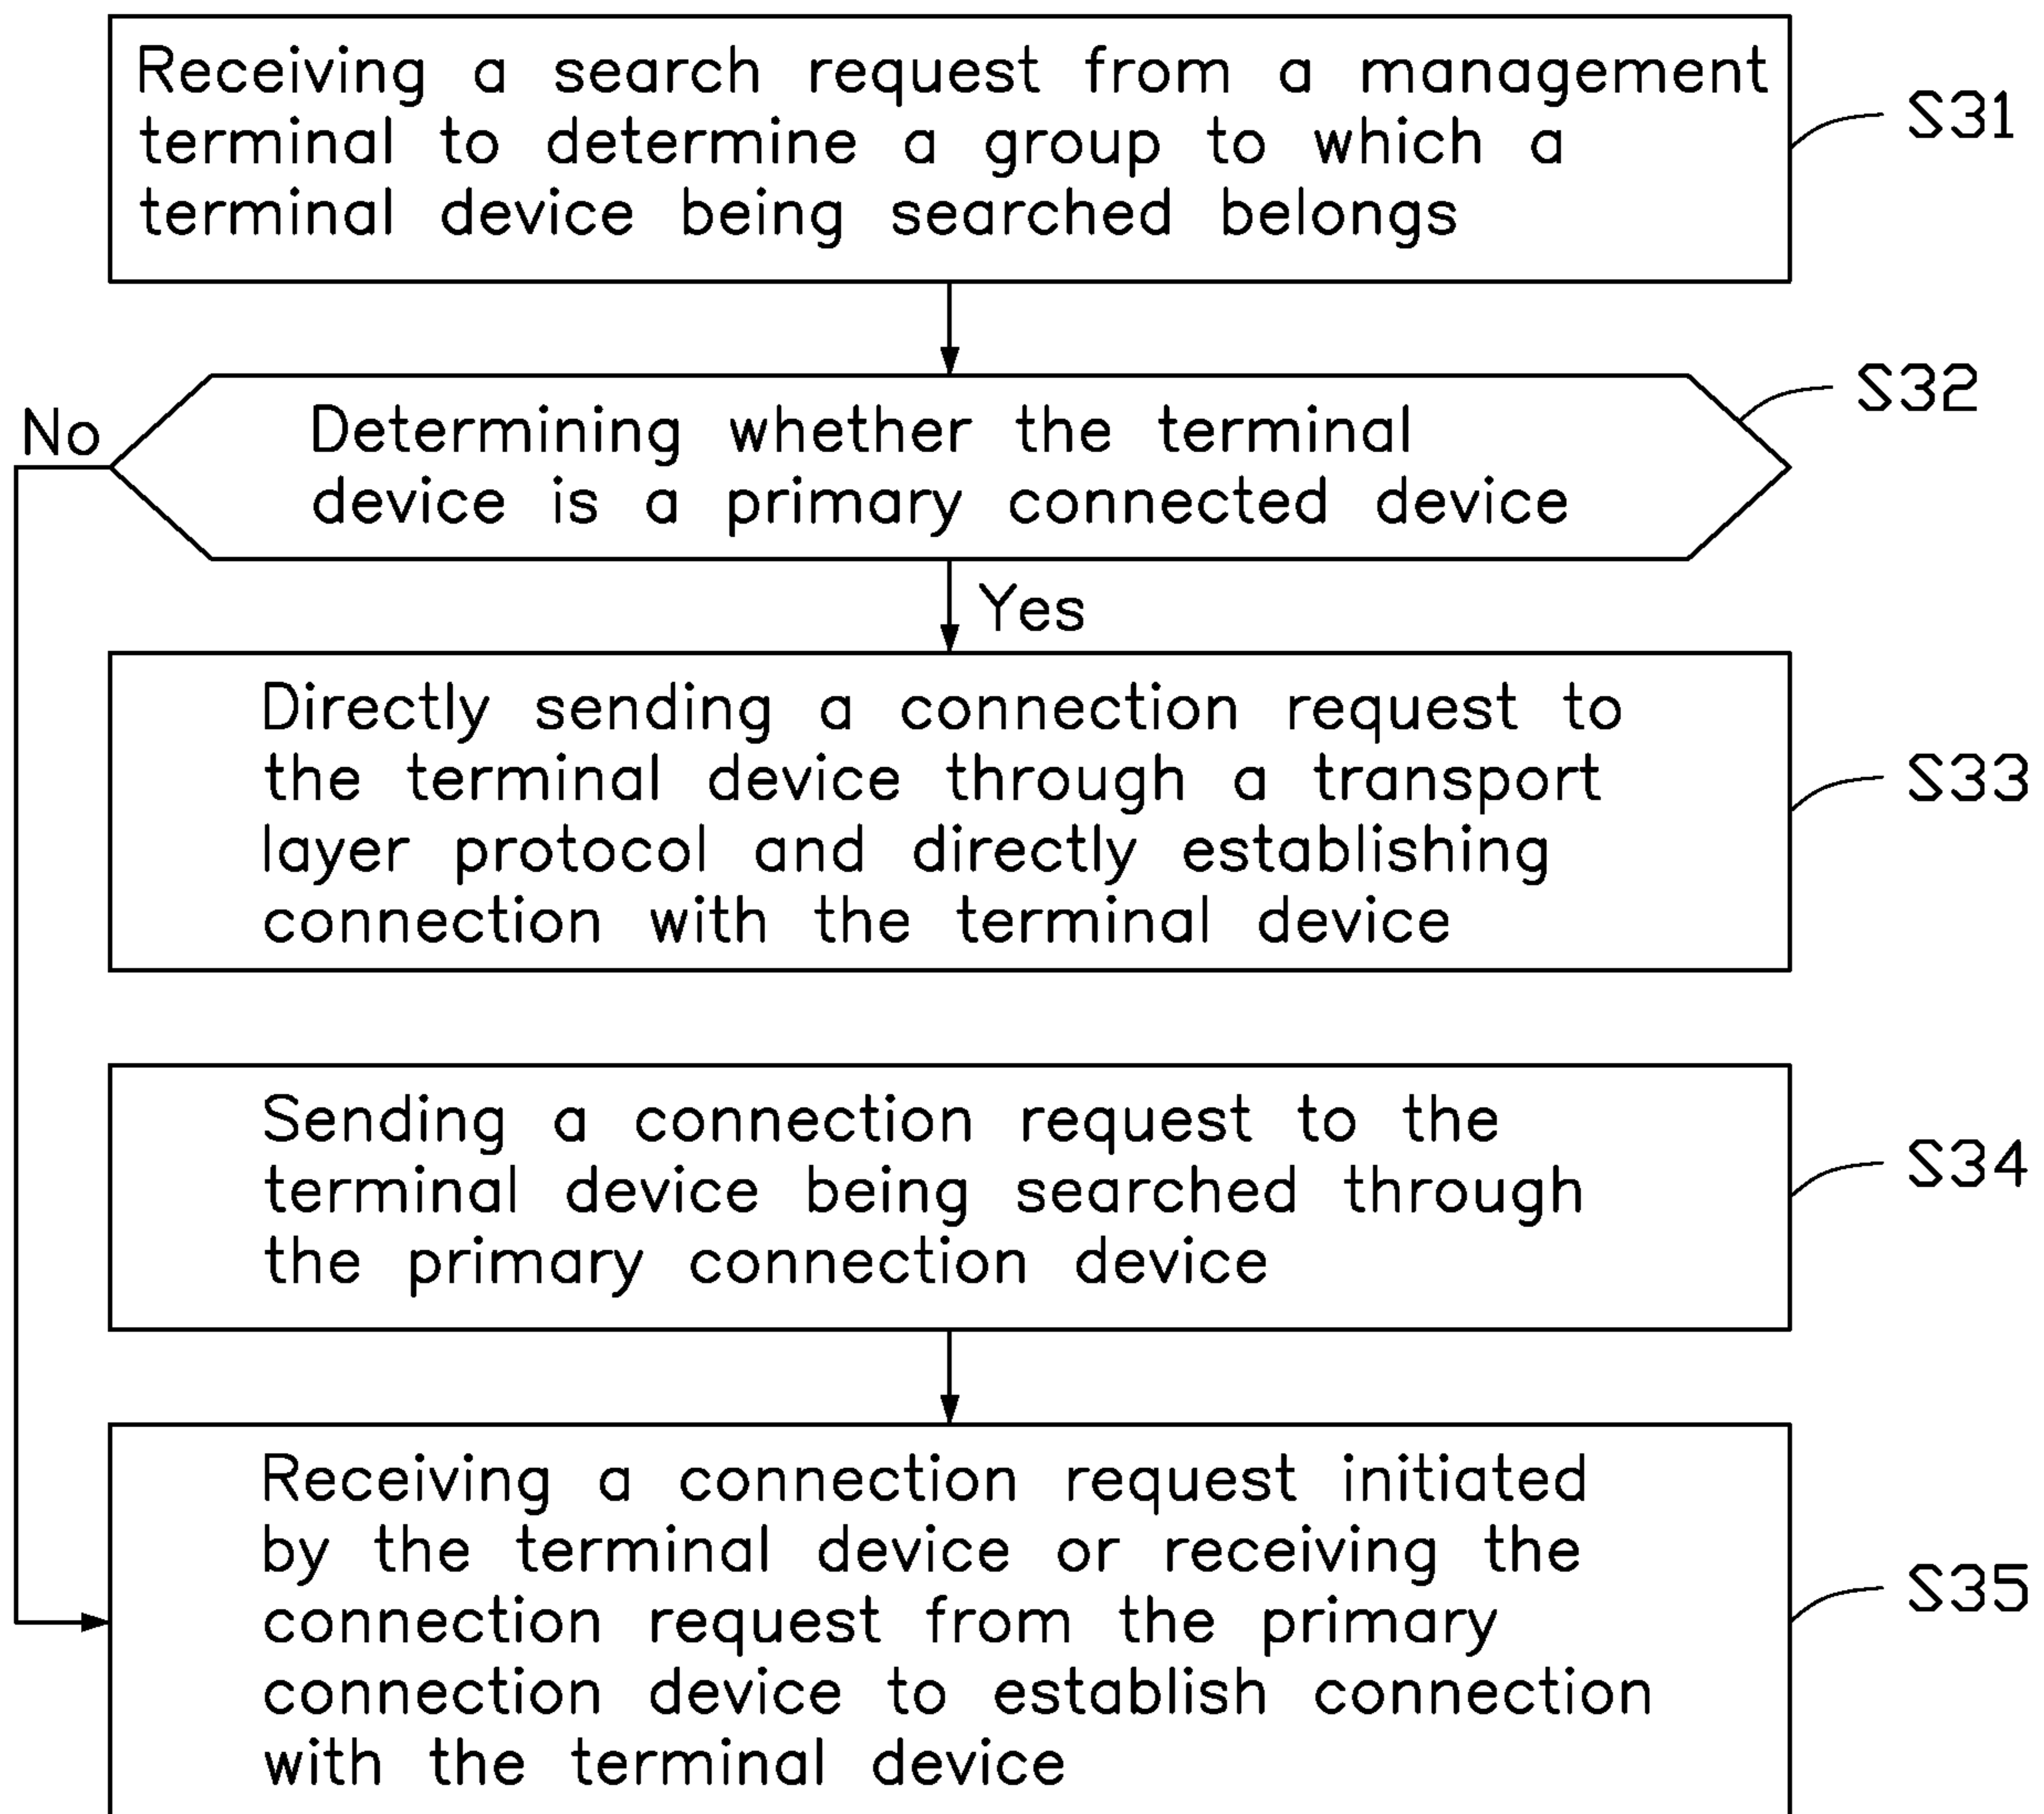 Receiving a search request from a management
terminal to determine a group to which a
terminal device being searched belongs
S31
No
Determining whether the terminal
device is a primary connected device
S32
Yes
Directly sending a connection request to
the terminal device through a transport
layer protocol and directly establishing
connection with the terminal device
S33
Sending a connection request to the
terminal device being searched through
the primary connection device
S34
Receiving a connection request initiated
by the terminal device or receiving the
connection request from the primary
connection device to establish connection
with the terminal device
S35